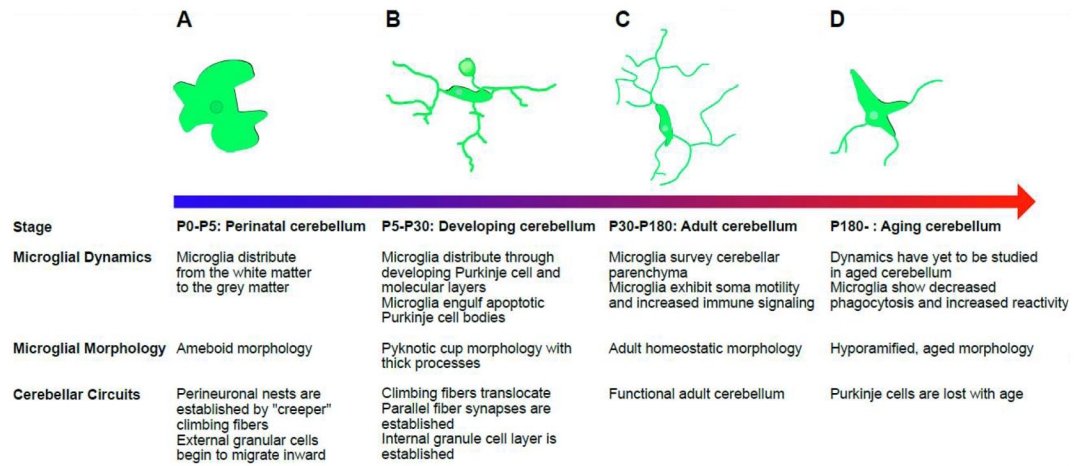 A
B
C
D
Stage
P0-P5: Perinatal cerebellum
P5-P30: Developing cerebellum
P30-P180: Adult cerebellum
P180- : Aging cerebellum
Microglial Dynamics
Microglia distribute
from the white matter
to the grey matter
Microglia distribute through
developing Purkinje cell and
molecular layers
Microglia engulf apoptotic
Purkinje cell bodies
Microglia survey cerebellar
parenchyma
Microglia exhibit soma motility
and increased immune signaling
Dynamics have yet to be studied
in aged cerebellum
Microglia show decreased
phagocytosis and increased reactivity
Microglial Morphology
Ameboid morphology
Pyknotic cup morphology with
thick processes
Adult homeostatic morphology
Hyporamified, aged morphology
Cerebellar Circuits
Perineuronal nests are
established by "creeper"
climbing fibers
External granular cells
begin to migrate inward
Climbing fibers translocate
Parallel fiber synapses are
established
Internal granule cell layer is
established
Functional adult cerebellum
Purkinje cells are lost with age